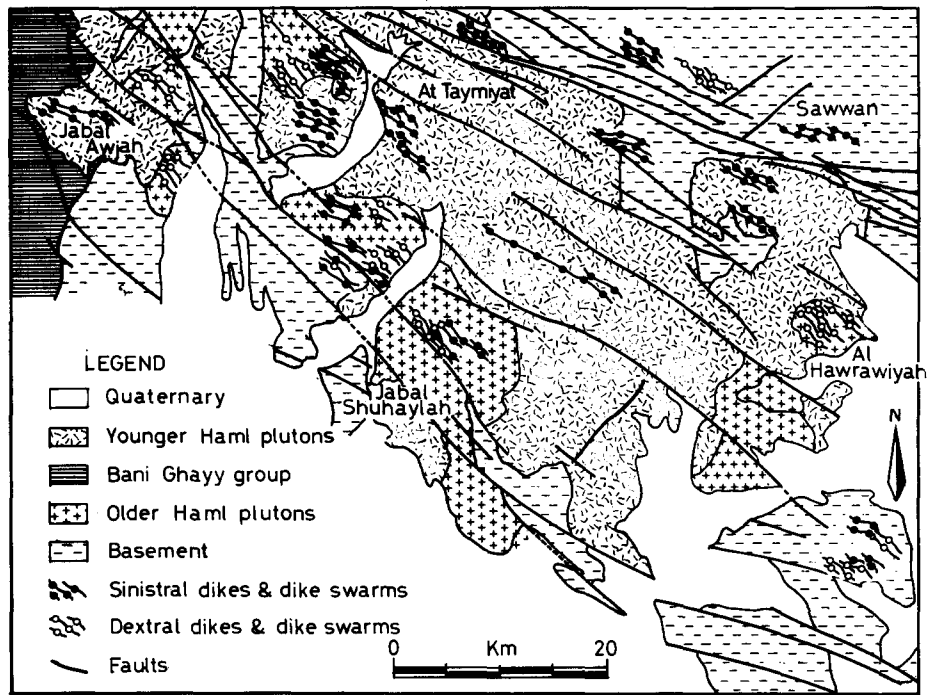 At Taymiyat
Sawwan
Jabal
Awjah
Al
Hawrawiyah
Jabal
Shuhaylah
N
LEGEND
Quaternary
Younger Haml plutons
Bani Ghayy group
Older Haml plutons
Basement
Sinistral dikes & dike swarms
Dextral dikes & dike swarms
Faults
0 Km 20